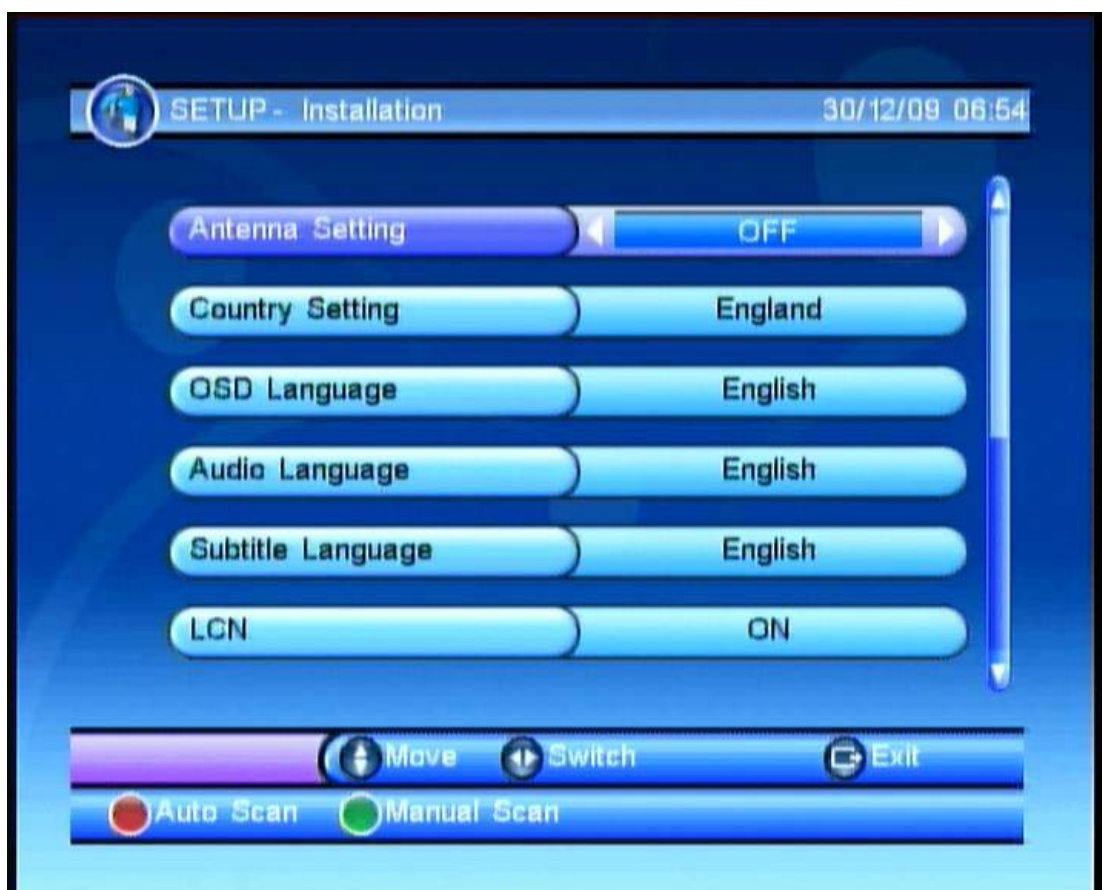 SETUP - Installation 30/12/09 06:54
Antenna Setting OFF
Country Setting England
OSD Language English
Audio Language English
Subtitle Language English
LCN ON
Move Switch Exit
Auto Scan Manual Scan